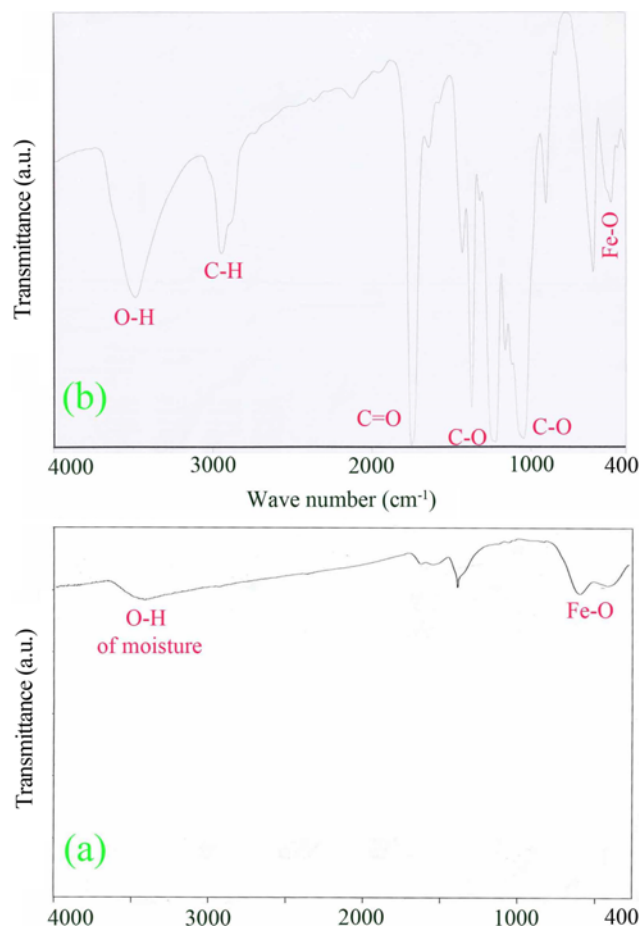 Transmittance (a.u.)
O-H
C-H
C=O
C-O
C-O
Fe-O
(b)
4000 3000 2000 1000 400
Wave number (cm⁻¹)
Transmittance (a.u.)
O-H
of moisture
Fe-O
(a)
4000 3000 2000 1000 400